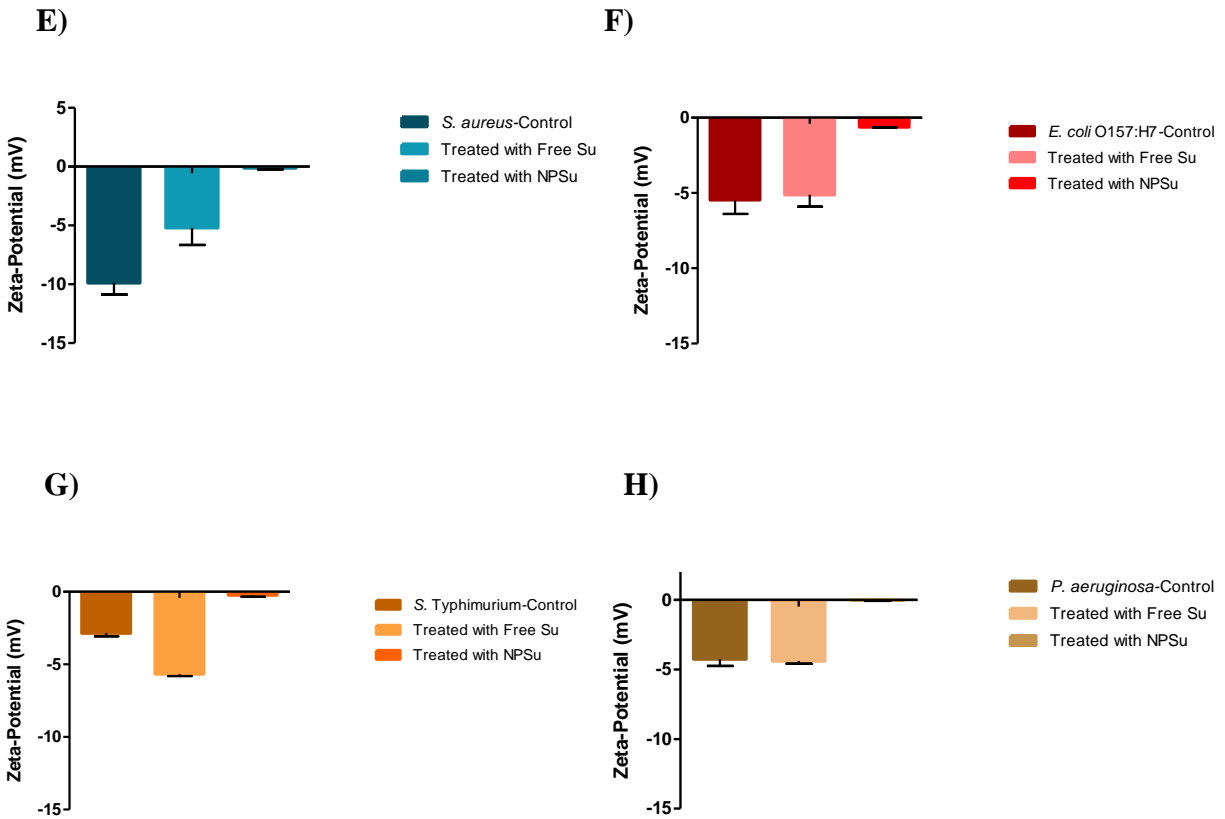 E)
Zeta-Potential (mV)
5
0
-5
-10
-15
S. aureus-Control
Treated with Free Su
Treated with NPSu
F)
Zeta-Potential (mV)
0
-5
-10
-15
E. coli O157:H7-Control
Treated with Free Su
Treated with NPSu
G)
Zeta-Potential (mV)
0
-5
-10
-15
S. Typhimurium-Control
Treated with Free Su
Treated with NPSu
H)
Zeta-Potential (mV)
0
-5
-10
-15
P. aeruginosa-Control
Treated with Free Su
Treated with NPSu